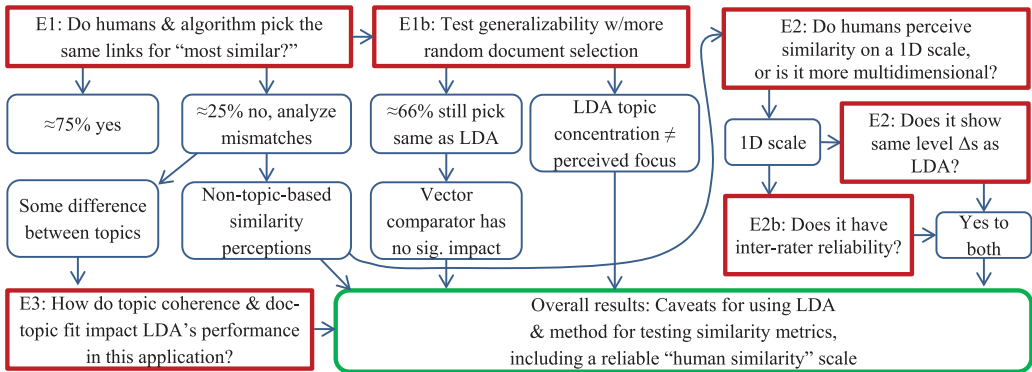 E1: Do humans & algorithm pick the
same links for “most similar?”
E1b: Test generalizability w/more
random document selection
E2: Do humans perceive
similarity on a 1D scale,
or is it more multidimensional?
≈75% yes
≈25% no, analyze
mismatches
≈66% still pick
same as LDA
LDA topic
concentration ≠
perceived focus
1D scale
E2: Does it show
same level Δs as
LDA?
Some difference
between topics
Non-topic-based
similarity
perceptions
Vector
comparator has
no sig. impact
E2b: Does it have
inter-rater reliability?
Yes to
both
E3: How do topic coherence & doc-
topic fit impact LDA’s performance
in this application?
Overall results: Caveats for using LDA
& method for testing similarity metrics,
including a reliable “human similarity” scale